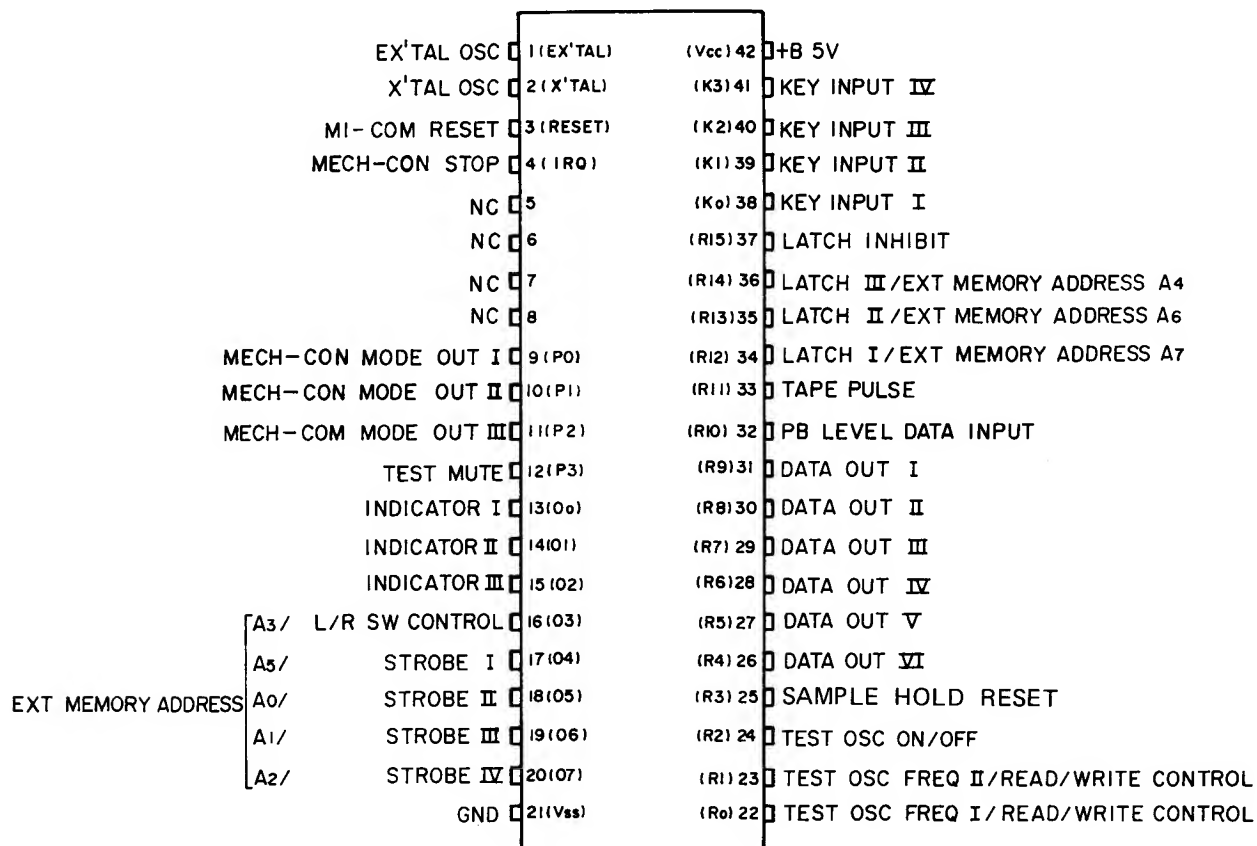 EX'TAL OSC 1(EX'TAL) (Vcc) 42 +B 5V
X'TAL OSC 2(X'TAL) (K3) 41 KEY INPUT IV
MI-COM RESET 3(RESET) (K2) 40 KEY INPUT III
MECH-CON STOP 4(IRQ) (K1) 39 KEY INPUT II
NC 5 (K0) 38 KEY INPUT I
NC 6 (R15) 37 LATCH INHIBIT
NC 7 (R14) 36 LATCH III/EXT MEMORY ADDRESS A4
NC 8 (R13) 35 LATCH II/EXT MEMORY ADDRESS A6
MECH-CON MODE OUT I 9(P0) (R12) 34 LATCH I/EXT MEMORY ADDRESS A7
MECH-CON MODE OUT II 10(P1) (R11) 33 TAPE PULSE
MECH-COM MODE OUT III 11(P2) (R10) 32 PB LEVEL DATA INPUT
TEST MUTE 12(P3) (R9) 31 DATA OUT I
INDICATOR I 13(O0) (R8) 30 DATA OUT II
INDICATOR II 14(O1) (R7) 29 DATA OUT III
INDICATOR III 15(O2) (R6) 28 DATA OUT IV
A3/ L/R SW CONTROL 16(O3) (R5) 27 DATA OUT V
A5/ STROBE I 17(O4) (R4) 26 DATA OUT VI
EXT MEMORY ADDRESS A0/ STROBE II 18(O5) (R3) 25 SAMPLE HOLD RESET
A1/ STROBE III 19(O6) (R2) 24 TEST OSC ON/OFF
A2/ STROBE IV 20(O7) (R1) 23 TEST OSC FREQ II/READ/WRITE CONTROL
GND 21(Vss) (R0) 22 TEST OSC FREQ I/READ/WRITE CONTROL